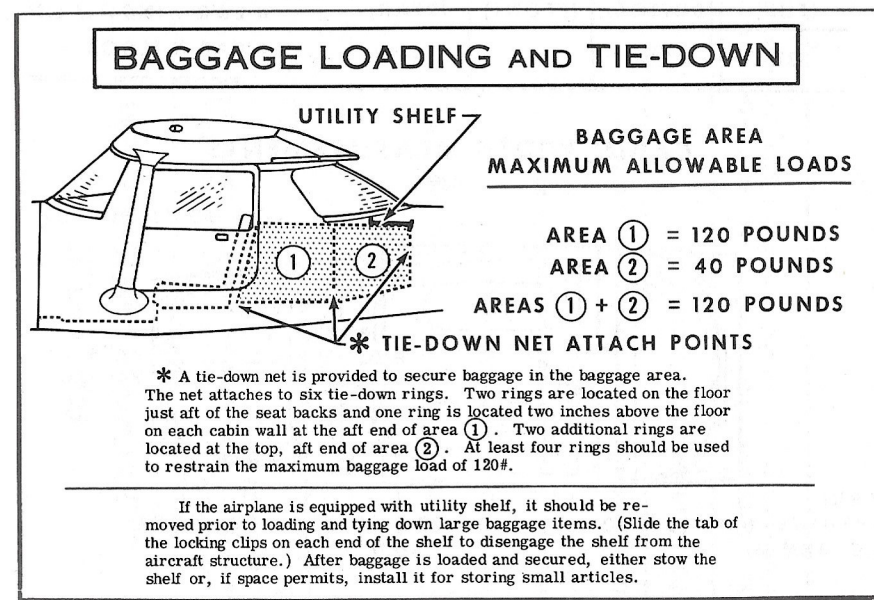 BAGGAGE LOADING AND TIE-DOWN
UTILITY SHELF
BAGGAGE AREA
MAXIMUM ALLOWABLE LOADS
AREA ① = 120 POUNDS
AREA ② = 40 POUNDS
AREAS ① + ② = 120 POUNDS
①
②
* TIE-DOWN NET ATTACH POINTS
* A tie-down net is provided to secure baggage in the baggage area.
The net attaches to six tie-down rings. Two rings are located on the floor
just aft of the seat backs and one ring is located two inches above the floor
on each cabin wall at the aft end of area ① . Two additional rings are
located at the top, aft end of area ② . At least four rings should be used
to restrain the maximum baggage load of 120#.
If the airplane is equipped with utility shelf, it should be re-
moved prior to loading and tying down large baggage items. (Slide the tab of
the locking clips on each end of the shelf to disengage the shelf from the
aircraft structure.) After baggage is loaded and secured, either stow the
shelf or, if space permits, install it for storing small articles.